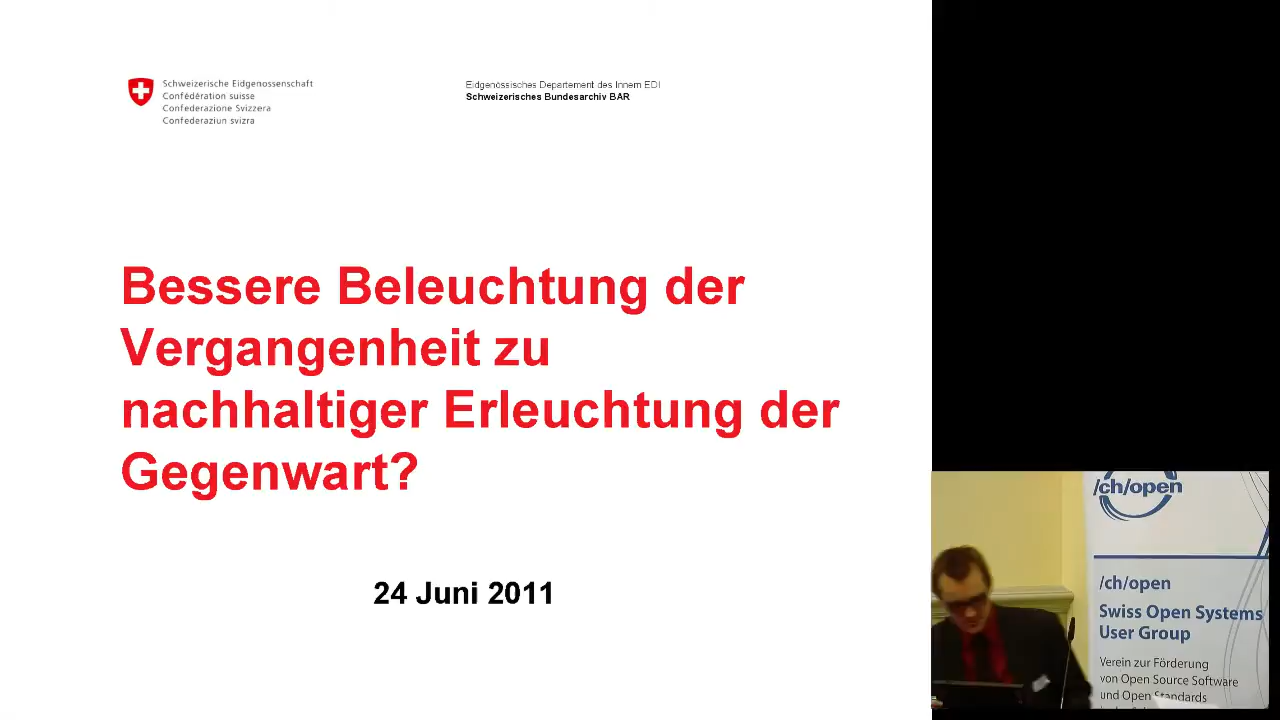 Schweizerische Eidgenossenschaft
Confédération suisse
Confederazione Svizzera
Confederaziun svizra
Eidgenössisches Departement des Innern EDI
Schweizerisches Bundesarchiv BAR
Bessere Beleuchtung der
Vergangenheit zu
nachhaltiger Erleuchtung der
Gegenwart?
24 Juni 2011
/ch/open
/ch/open
Swiss Open Systems
User Group
Verein zur Förderung
von Open Source Software
und Open Standards